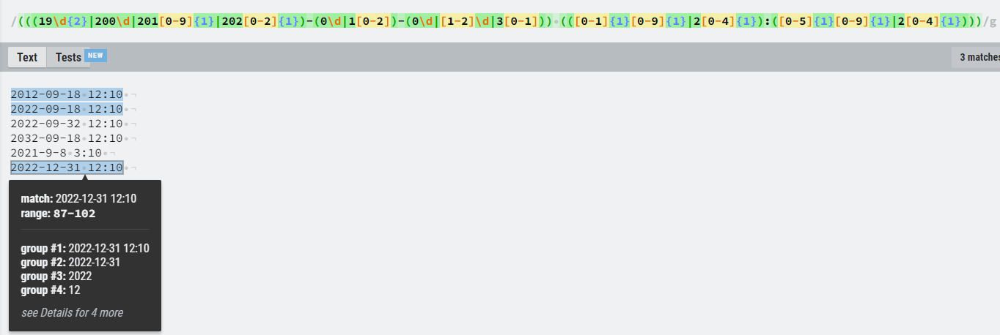 /(((19\d{2}|200\d|201[0-9]{1}|202[0-2]{1})-(0\d|1[0-2])-(0\d|[1-2]\d|3[0-1]))•(([0-1]{1}[0-9]{1}|2[0-4]{1}):([0-5]{1}[0-9]{1}|2[0-4]{1})))/g
Text Tests NEW 3 matches
2012-09-18•12:10•¬
2022-09-18•12:10•¬
2022-09-32•12:10•¬
2032-09-18•12:10•¬
2021-9-8•3:10•¬
2022-12-31•12:10•¬
match: 2022-12-31 12:10
range: 87-102
group #1: 2022-12-31 12:10
group #2: 2022-12-31
group #3: 2022
group #4: 12
see Details for 4 more